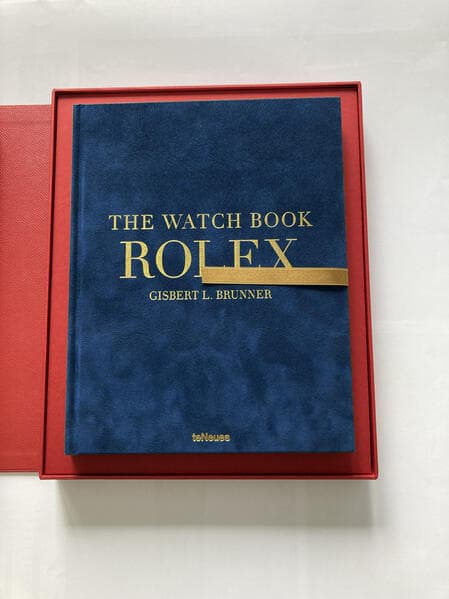 THE WATCH BOOK
ROLEX
GISBERT L. BRUNNER
teNeues